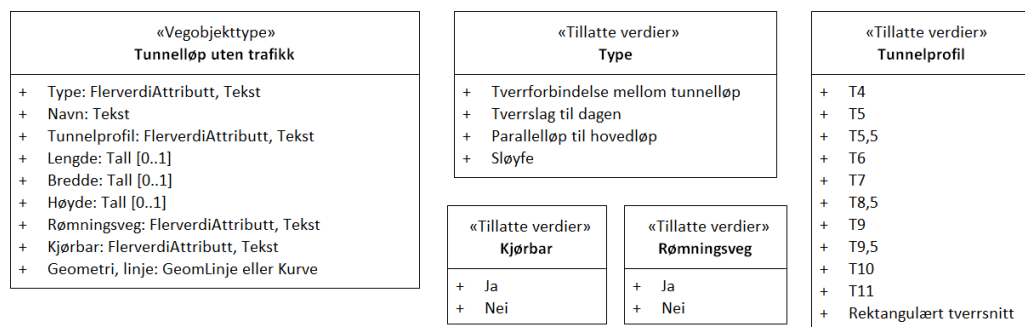 «Vegobjekttype»
Tunnelløp uten trafikk
+ Type: FlerverdiAttributt, Tekst
+ Navn: Tekst
+ Tunnelprofil: FlerverdiAttributt, Tekst
+ Lengde: Tall [0..1]
+ Bredde: Tall [0..1]
+ Høyde: Tall [0..1]
+ Rømningsveg: FlerverdiAttributt, Tekst
+ Kjørbar: FlerverdiAttributt, Tekst
+ Geometri, linje: GeomLinje eller Kurve
«Tillatte verdier»
Type
+ Tverrforbindelse mellom tunnelløp
+ Tverrslag til dagen
+ Parallelløp til hovedløp
+ Sløyfe
«Tillatte verdier»
Kjørbar
+ Ja
+ Nei
«Tillatte verdier»
Rømningsveg
+ Ja
+ Nei
«Tillatte verdier»
Tunnelprofil
+ T4
+ T5
+ T5,5
+ T6
+ T7
+ T8,5
+ T9
+ T9,5
+ T10
+ T11
+ Rektangulært tverrsnitt